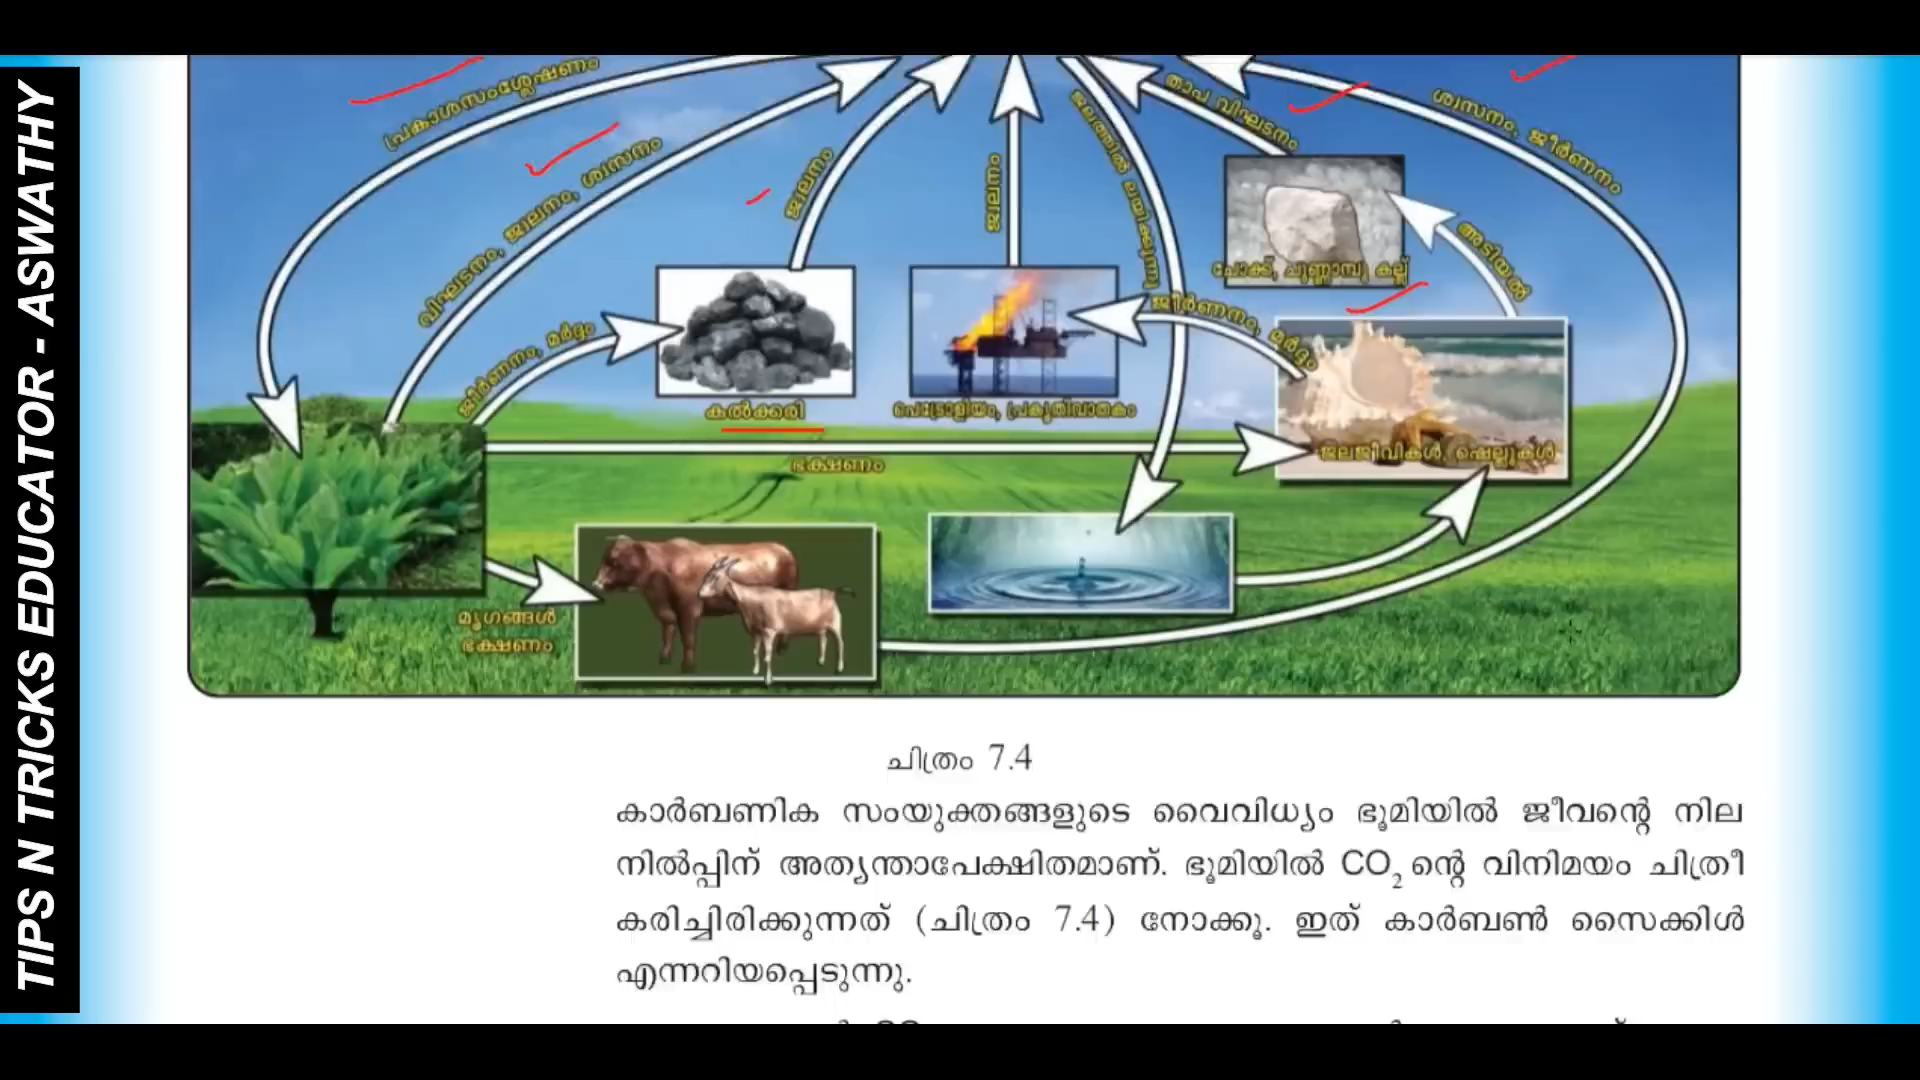 TIPS N TRICKS EDUCATOR - ASWATHY
പ്രകാശസംശ്ലേഷണം
വിഘടനം, ജ്വലനം, ശ്വസനം
ജ്വലനം
ജ്വലനം
ജലത്തിൽ ലയിക്കുന്നു
താപ വിഘടനം
ശ്വസനം, ജീർണനം
ചോക്ക്, ചുണ്ണാമ്പു കല്ല്
അടിയൽ
ജീർണനം, മർദ്ദം
ജീർണനം, മർദ്ദം
കൽക്കരി
പെട്രോളിയം, പ്രകൃതിവാതകം
ഭക്ഷണം
ജലജീവികൾ, ഷെല്ലുകൾ
മൃഗങ്ങൾ
ഭക്ഷണം
ചിത്രം 7.4
കാർബണിക സംയുക്തങ്ങളുടെ വൈവിധ്യം ഭൂമിയിൽ ജീവന്റെ നില
നിൽപ്പിന് അത്യന്താപേക്ഷിതമാണ്. ഭൂമിയിൽ CO₂ ന്റെ വിനിമയം ചിത്രീ
കരിച്ചിരിക്കുന്നത് (ചിത്രം 7.4) നോക്കൂ. ഇത് കാർബൺ സൈക്കിൾ
എന്നറിയപ്പെടുന്നു.